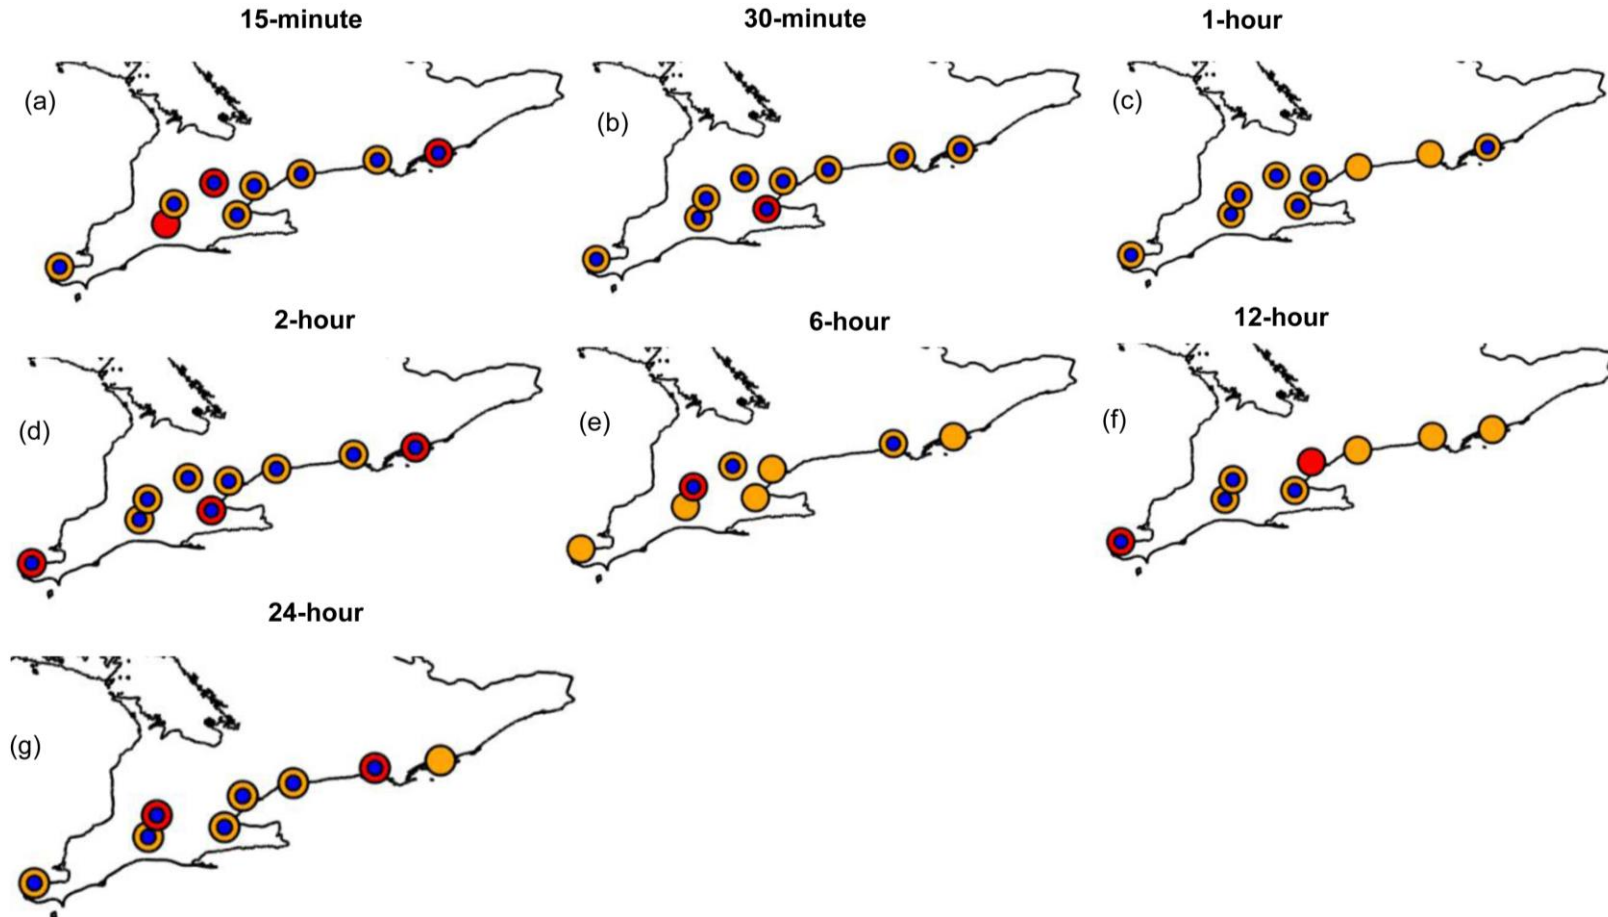 15-minute
30-minute
1-hour
(a)
(b)
(c)
2-hour
6-hour
12-hour
(d)
(e)
(f)
24-hour
(g)